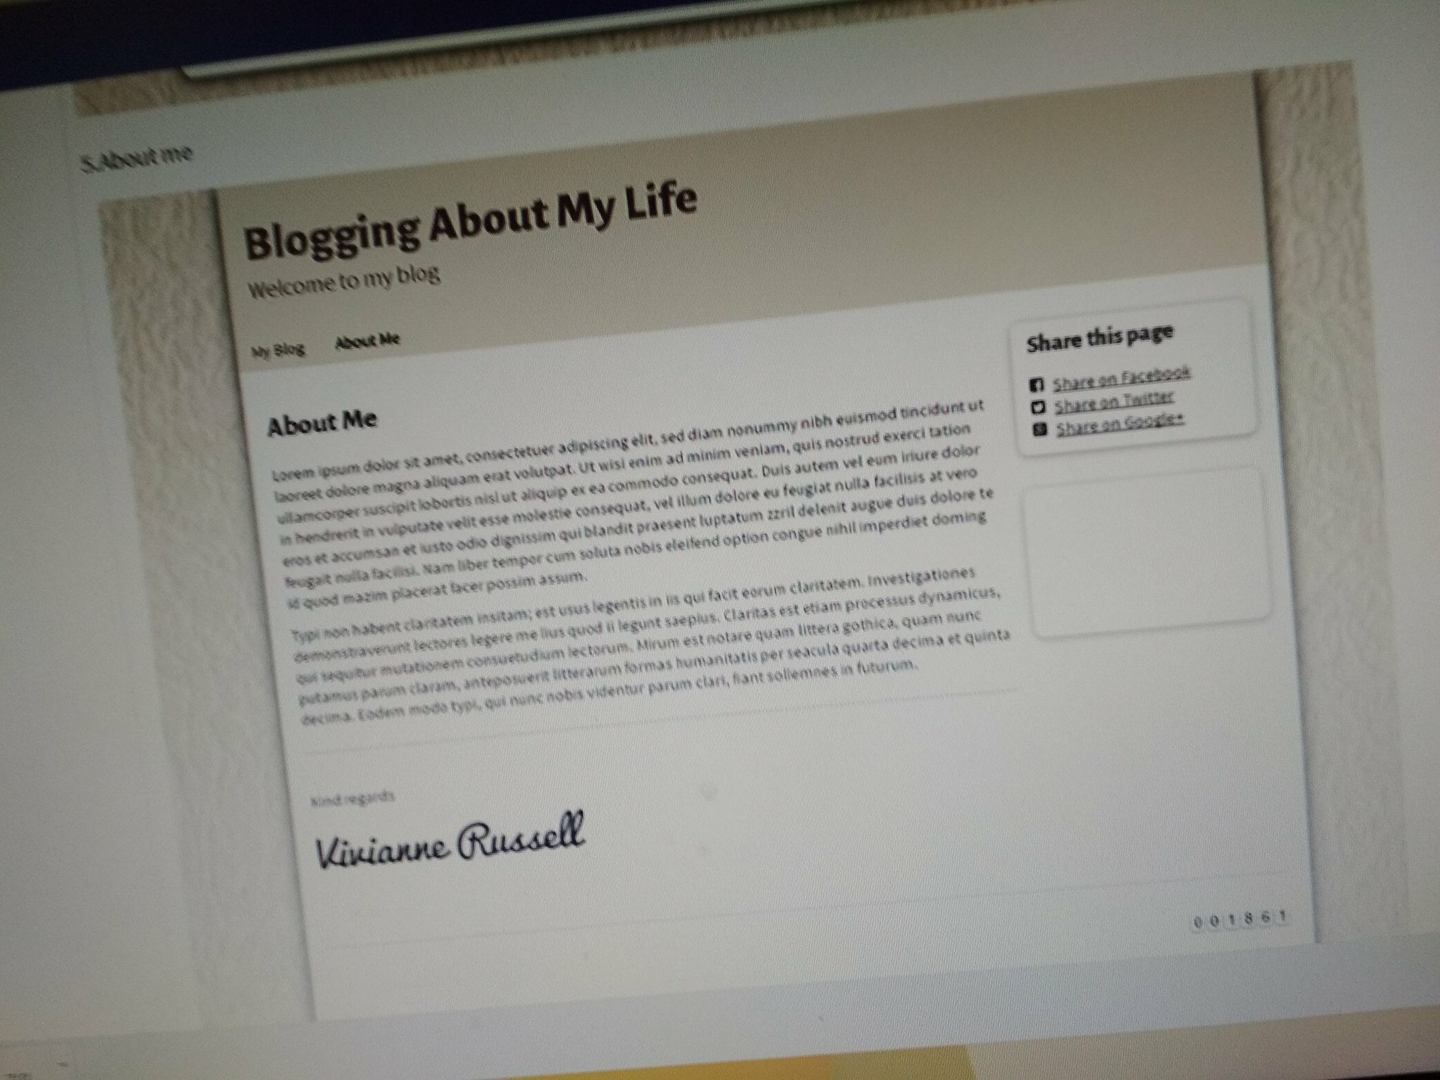 5.About me
Blogging About My Life
Welcome to my blog
My Blog
About Me
About Me
Lorem ipsum dolor sit amet, consectetuer adipiscing elit, sed diam nonummy nibh euismod tincidunt ut
laoreet dolore magna aliquam erat volutpat. Ut wisi enim ad minim veniam, quis nostrud exerci tation
ullamcorper suscipit lobortis nisl ut aliquip ex ea commodo consequat. Duis autem vel eum iriure dolor
in hendrerit in vulputate velit esse molestie consequat, vel illum dolore eu feugiat nulla facilisis at vero
eros et accumsan et iusto odio dignissim qui blandit praesent luptatum zzril delenit augue duis dolore te
feugait nulla facilisi. Nam liber tempor cum soluta nobis eleifend option congue nihil imperdiet doming
id quod mazim placerat facer possim assum.
Typi non habent claritatem insitam; est usus legentis in iis qui facit eorum claritatem. Investigationes
demonstraverunt lectores legere me lius quod ii legunt saepius. Claritas est etiam processus dynamicus,
qui sequitur mutationem consuetudium lectorum. Mirum est notare quam littera gothica, quam nunc
putamus parum claram, anteposuerit litterarum formas humanitatis per seacula quarta decima et quinta
decima. Eodem modo typi, qui nunc nobis videntur parum clari, fiant sollemnes in futurum.
Kind regards
Vivianne Russell
Share this page
Share on Facebook
Share on Twitter
Share on Google+
001861